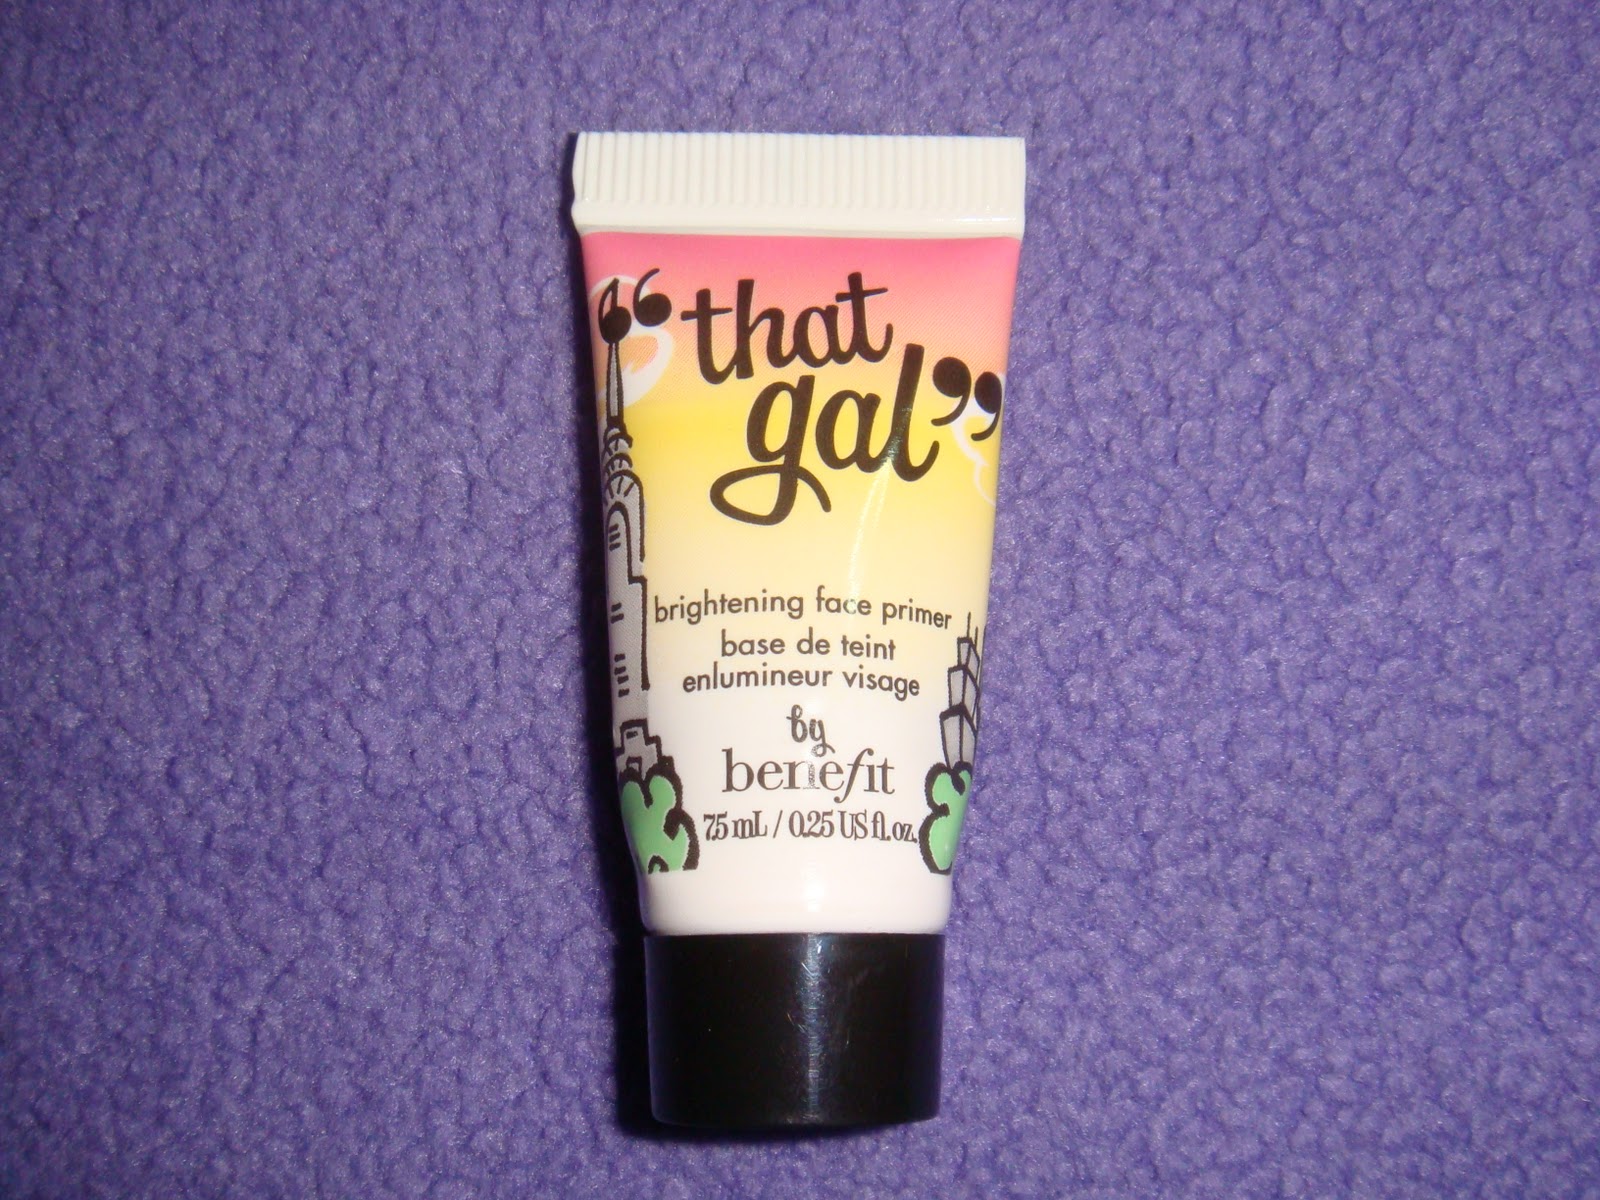 “that
gal”
brightening face primer
base de teint
enlumineur visage
by
benefit
7.5 mL / 0.25 US fl. oz.